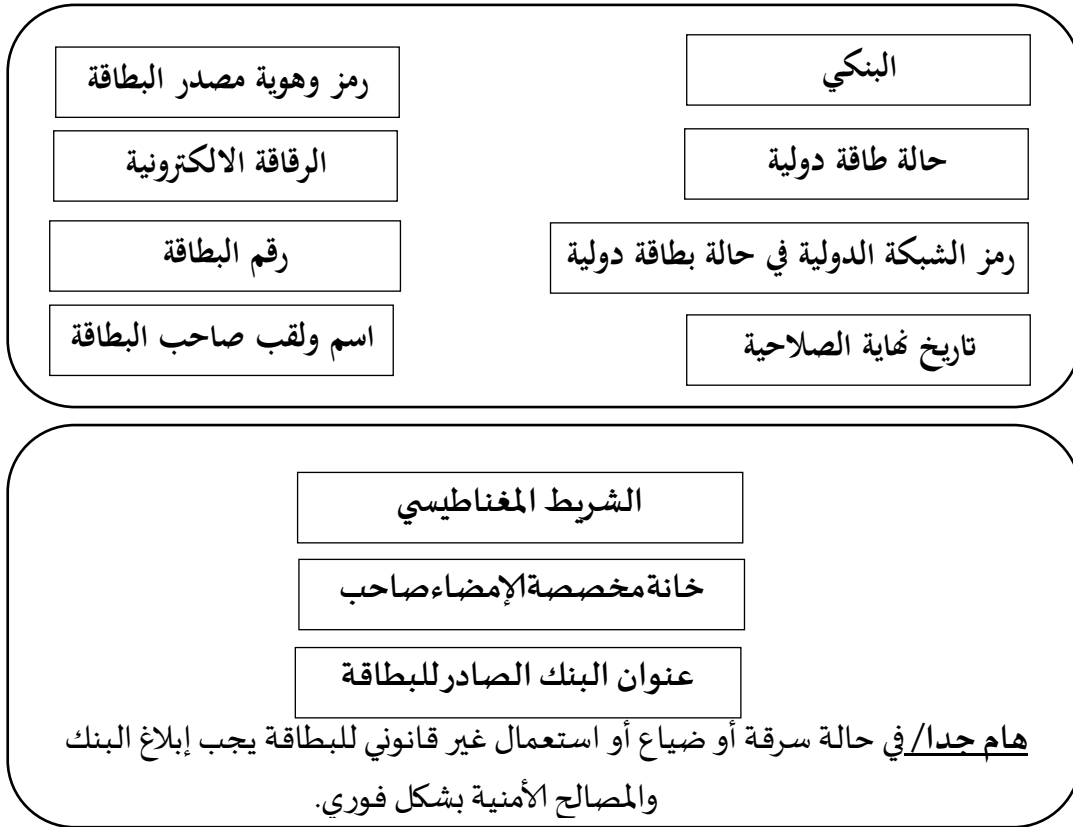 البنكي
رمز وهوية مصدر البطاقة
حالة طاقة دولية
الرقاقة الالكترونية
رمز الشبكة الدولية في حالة بطاقة دولية
رقم البطاقة
تاريخ نهاية الصلاحية
اسم ولقب صاحب البطاقة
الشريط المغناطيسي
خانةمخصصةالإمضاءصاحب
عنوان البنك الصادرللبطاقة
هام جدا/في حالة سرقة أو ضياع أو استعمال غير قانوني للبطاقة يجب إبلاغ البنك
والمصالح الأمنية بشكل فوري.